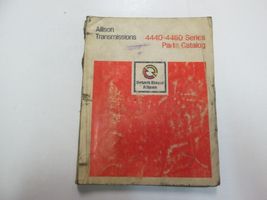 Allison
Transmissions
4440-4460 Series
Parts Catalog
Detroit Diesel
Allison